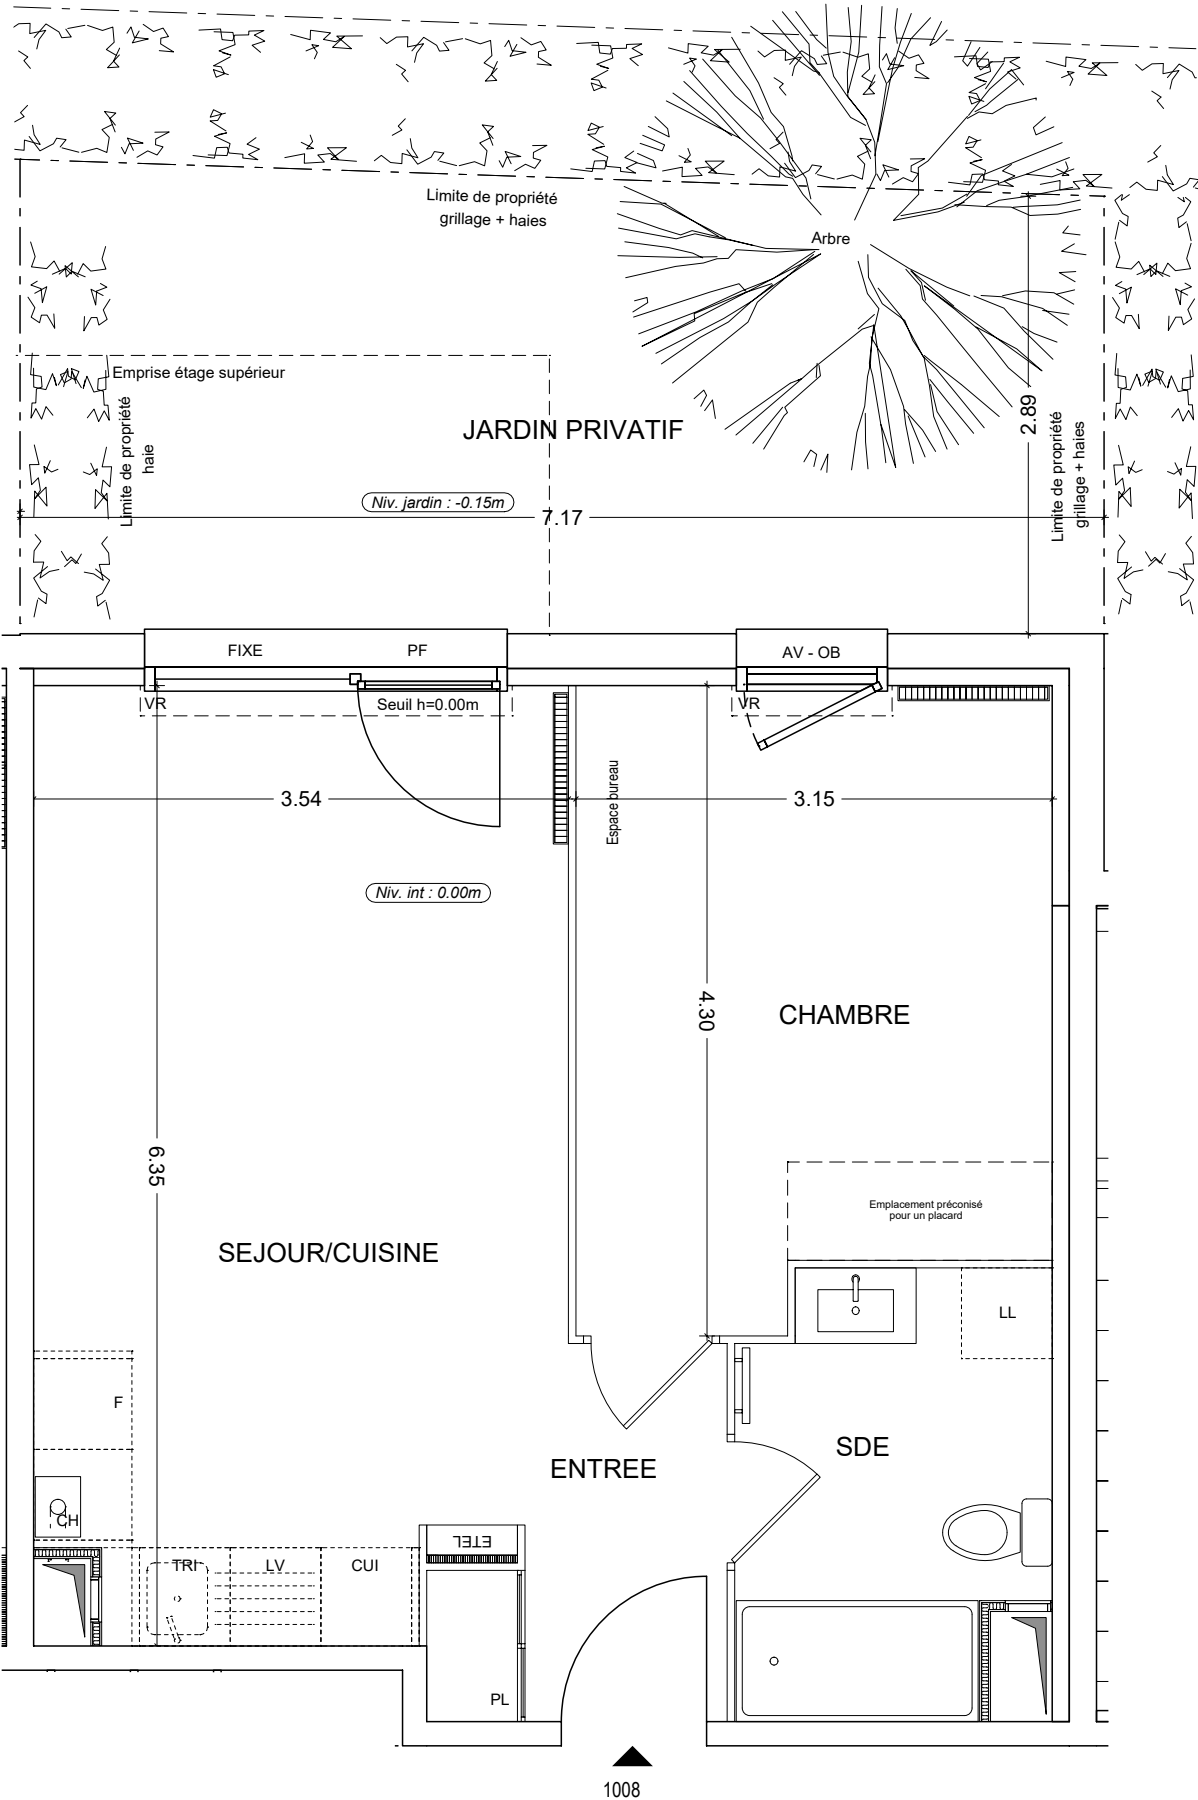 Limite de propriété
grillage + haies
Arbre
Emprise étage supérieur
Limite de propriété
haie
JARDIN PRIVATIF
2.89
Limite de propriété
grillage + haies
Niv. jardin : -0.15m
7.17
FIXE
PF
AV - OB
VR
Seuil h=0.00m
VR
Espace bureau
3.54
3.15
Niv. int : 0.00m
4.30
CHAMBRE
6.35
Emplacement préconisé
pour un placard
SEJOUR/CUISINE
LL
F
SDE
ENTREE
CH
ETEL
TRI
LV
CUI
PL
1008